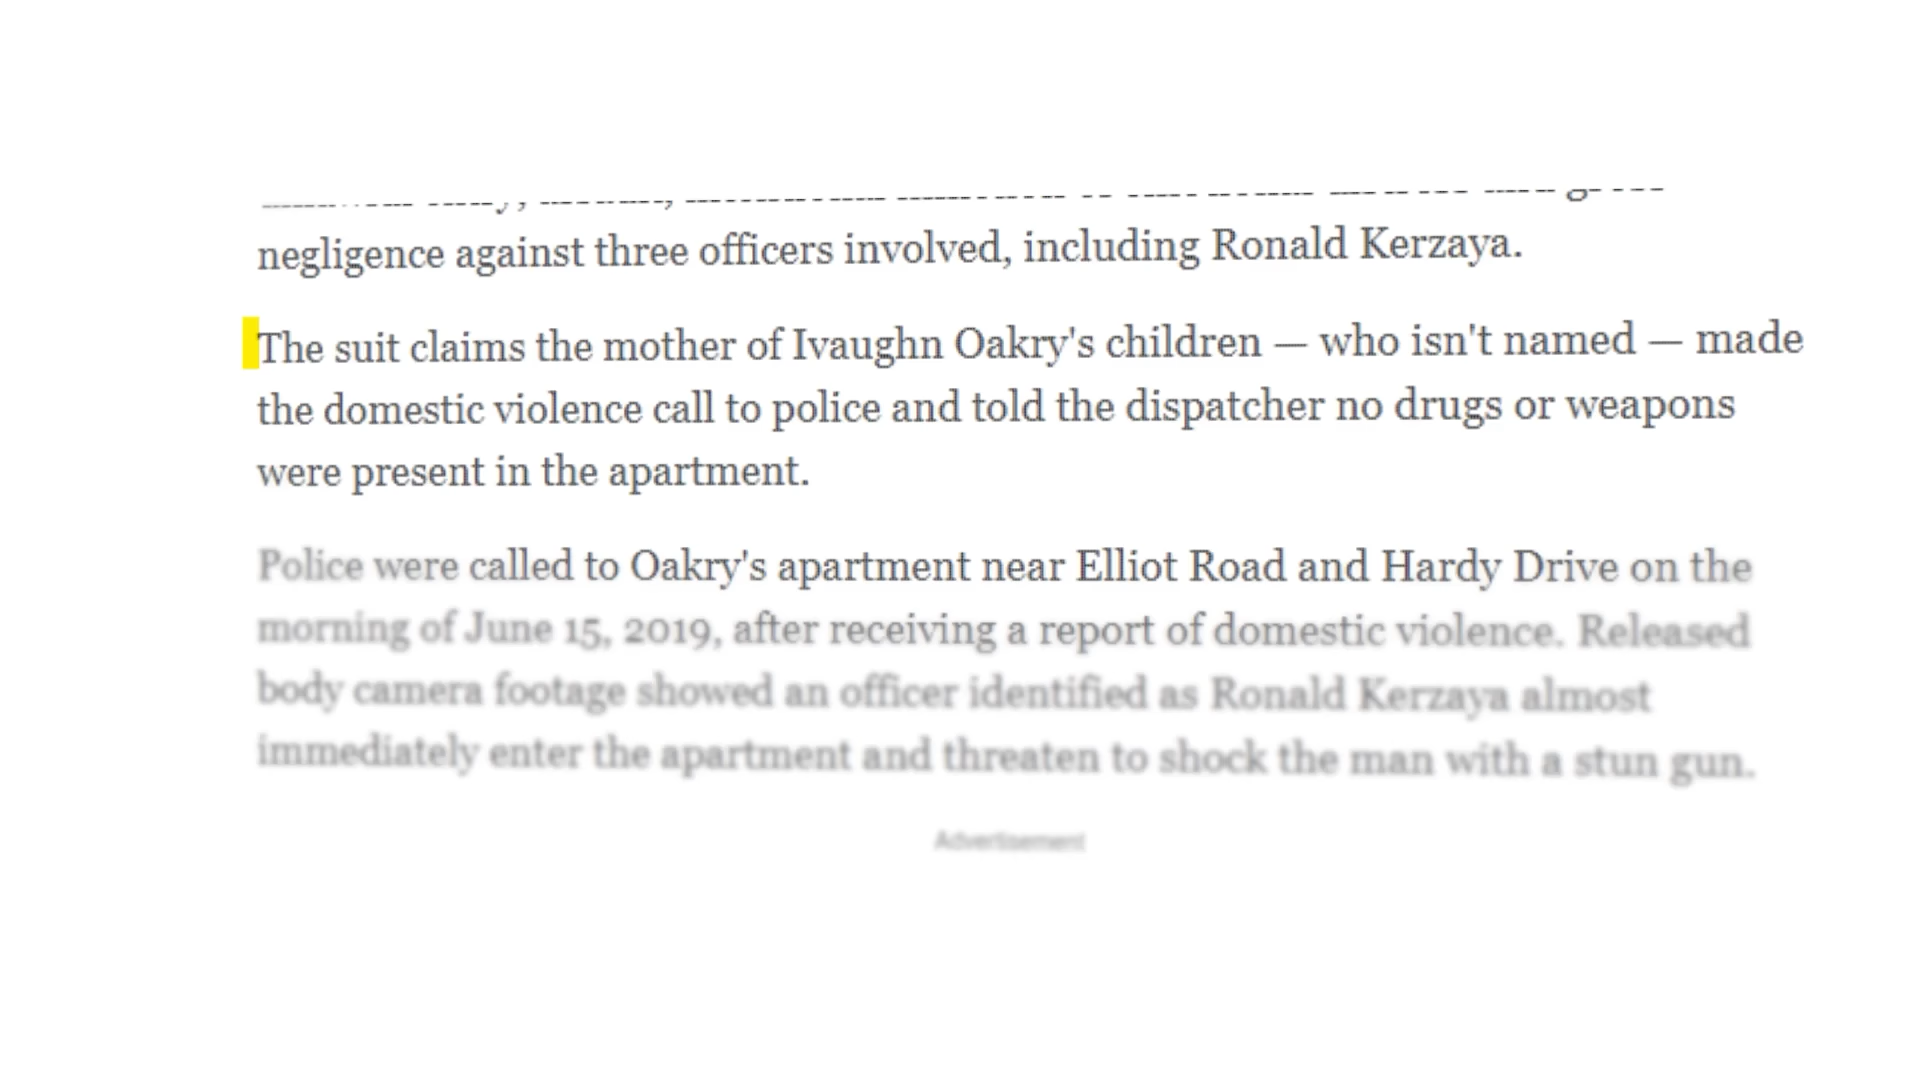 negligence against three officers involved, including Ronald Kerzaya.
The suit claims the mother of Ivaughn Oakry's children — who isn't named — made
the domestic violence call to police and told the dispatcher no drugs or weapons
were present in the apartment.
Police were called to Oakry's apartment near Elliot Road and Hardy Drive on the
morning of June 15, 2019, after receiving a report of domestic violence. Released
body camera footage showed an officer identified as Ronald Kerzaya almost
immediately enter the apartment and threaten to shock the man with a stun gun.
Advertisement